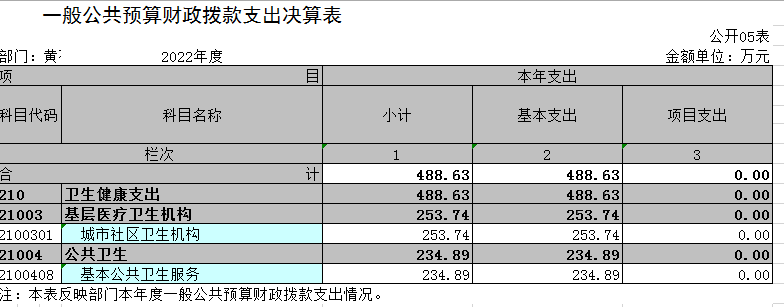 一般公共预算财政拨款支出决算表
公开05表
部门：黄 2022年度 金额单位：万元
项 目 本年支出
科目代码 科目名称 小计 基本支出 项目支出
栏次 1 2 3
合 计 488.63 488.63 0.00
210 卫生健康支出 488.63 488.63 0.00
21003 基层医疗卫生机构 253.74 253.74 0.00
2100301 城市社区卫生机构 253.74 253.74 0.00
21004 公共卫生 234.89 234.89 0.00
2100408 基本公共卫生服务 234.89 234.89 0.00
注：本表反映部门本年度一般公共预算财政拨款支出情况。